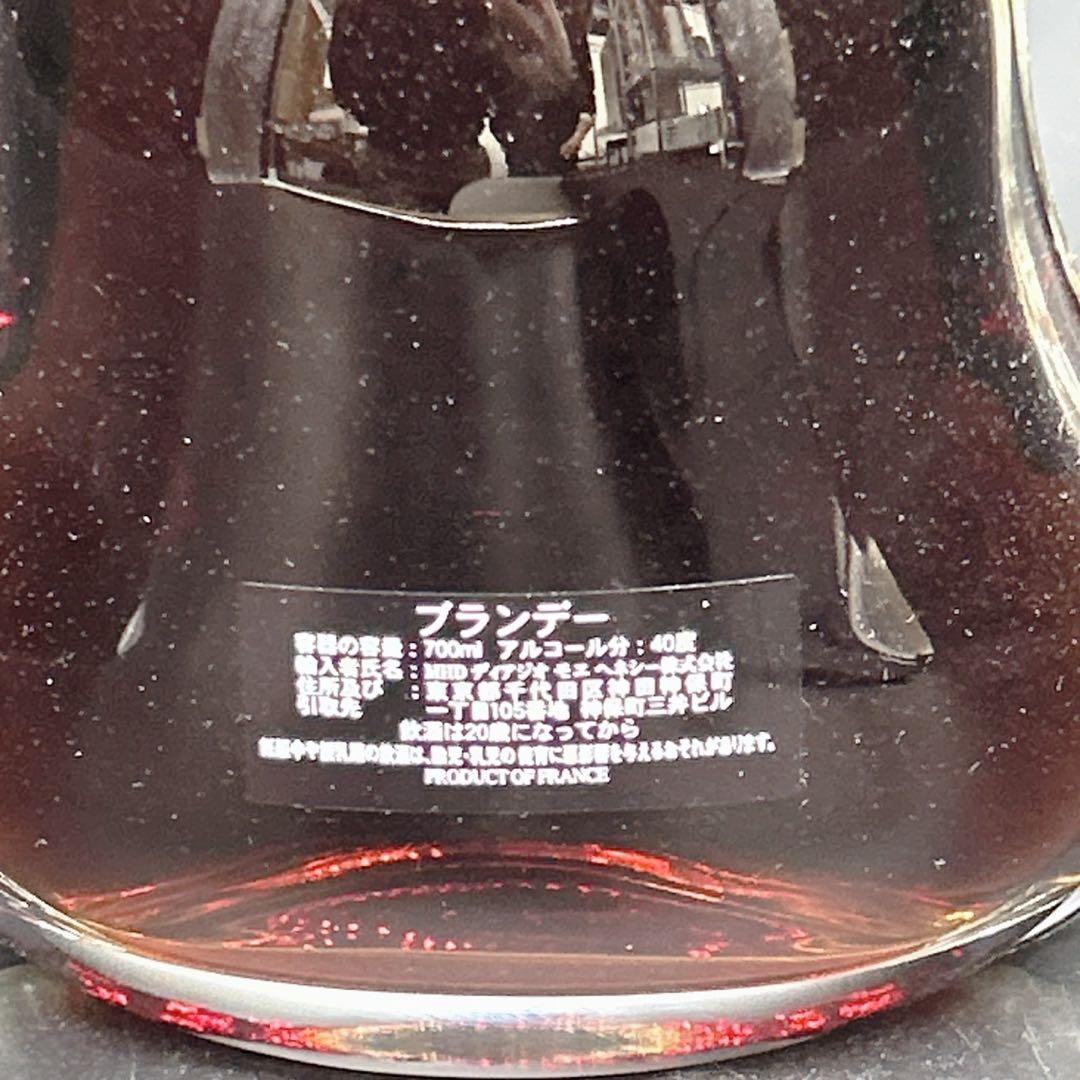 ブランデー
容器の容量：700ml アルコール分：40度
輸入者氏名：MHD ディアジオ モエ ヘネシー株式会社
住所及び：東京都千代田区神田神保町
引取先 一丁目105番地 神保町三井ビル
飲酒は20歳になってから
妊娠中や授乳期の飲酒は、胎児・乳児の発育に悪影響を与えるおそれがあります。
PRODUCT OF FRANCE